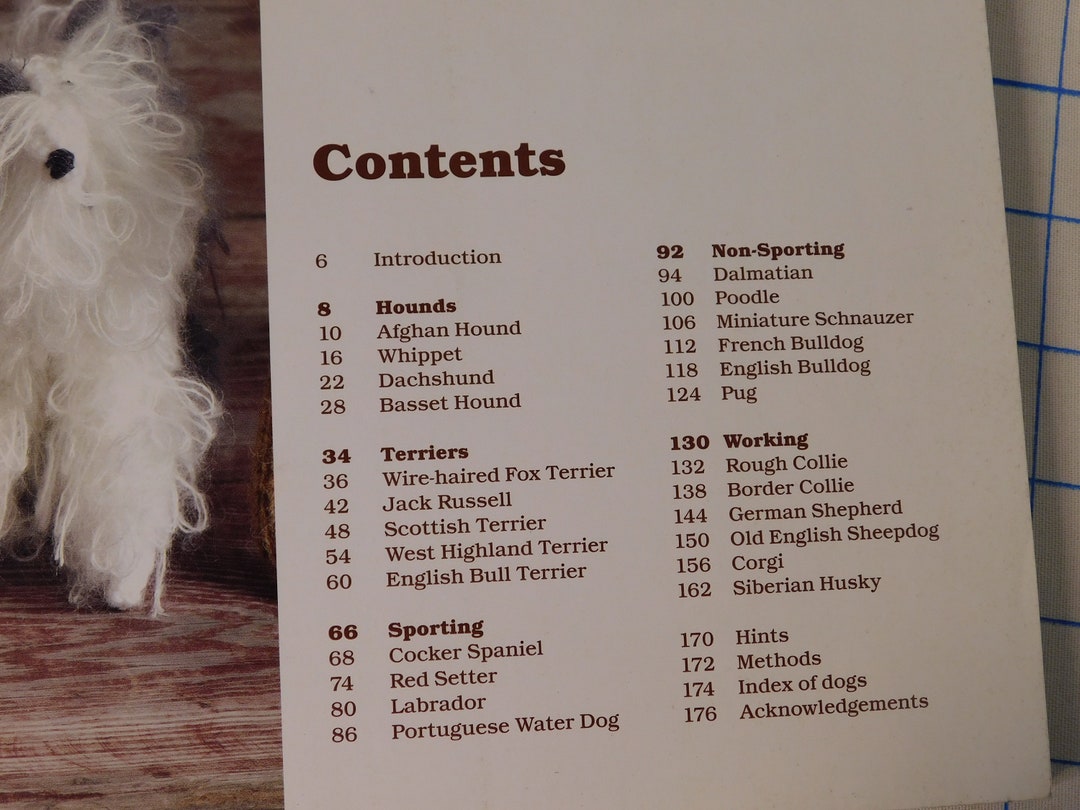 Contents
6 Introduction
8 Hounds
10 Afghan Hound
16 Whippet
22 Dachshund
28 Basset Hound
34 Terriers
36 Wire-haired Fox Terrier
42 Jack Russell
48 Scottish Terrier
54 West Highland Terrier
60 English Bull Terrier
66 Sporting
68 Cocker Spaniel
74 Red Setter
80 Labrador
86 Portuguese Water Dog
92 Non-Sporting
94 Dalmatian
100 Poodle
106 Miniature Schnauzer
112 French Bulldog
118 English Bulldog
124 Pug
130 Working
132 Rough Collie
138 Border Collie
144 German Shepherd
150 Old English Sheepdog
156 Corgi
162 Siberian Husky
170 Hints
172 Methods
174 Index of dogs
176 Acknowledgements